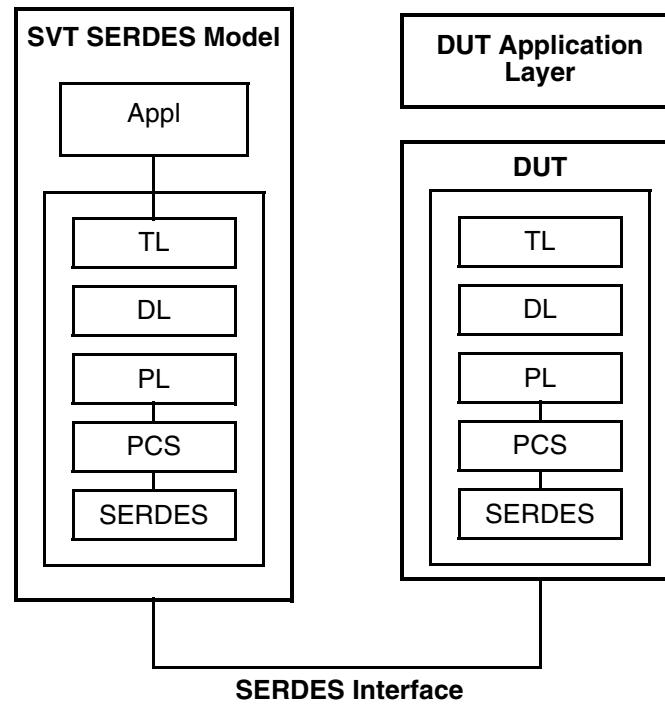 SVT SERDES Model
Appl
TL
DL
PL
PCS
SERDES
DUT Application
Layer
DUT
TL
DL
PL
PCS
SERDES
SERDES Interface